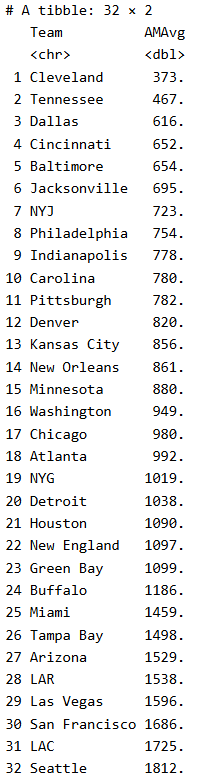 # A tibble: 32 × 2
Team AMAvg
<chr> <dbl>
1 Cleveland 373.
2 Tennessee 467.
3 Dallas 616.
4 Cincinnati 652.
5 Baltimore 654.
6 Jacksonville 695.
7 NYJ 723.
8 Philadelphia 754.
9 Indianapolis 778.
10 Carolina 780.
11 Pittsburgh 782.
12 Denver 820.
13 Kansas City 856.
14 New Orleans 861.
15 Minnesota 880.
16 Washington 949.
17 Chicago 980.
18 Atlanta 992.
19 NYG 1019.
20 Detroit 1038.
21 Houston 1090.
22 New England 1097.
23 Green Bay 1099.
24 Buffalo 1186.
25 Miami 1459.
26 Tampa Bay 1498.
27 Arizona 1529.
28 LAR 1538.
29 Las Vegas 1596.
30 San Francisco 1686.
31 LAC 1725.
32 Seattle 1812.